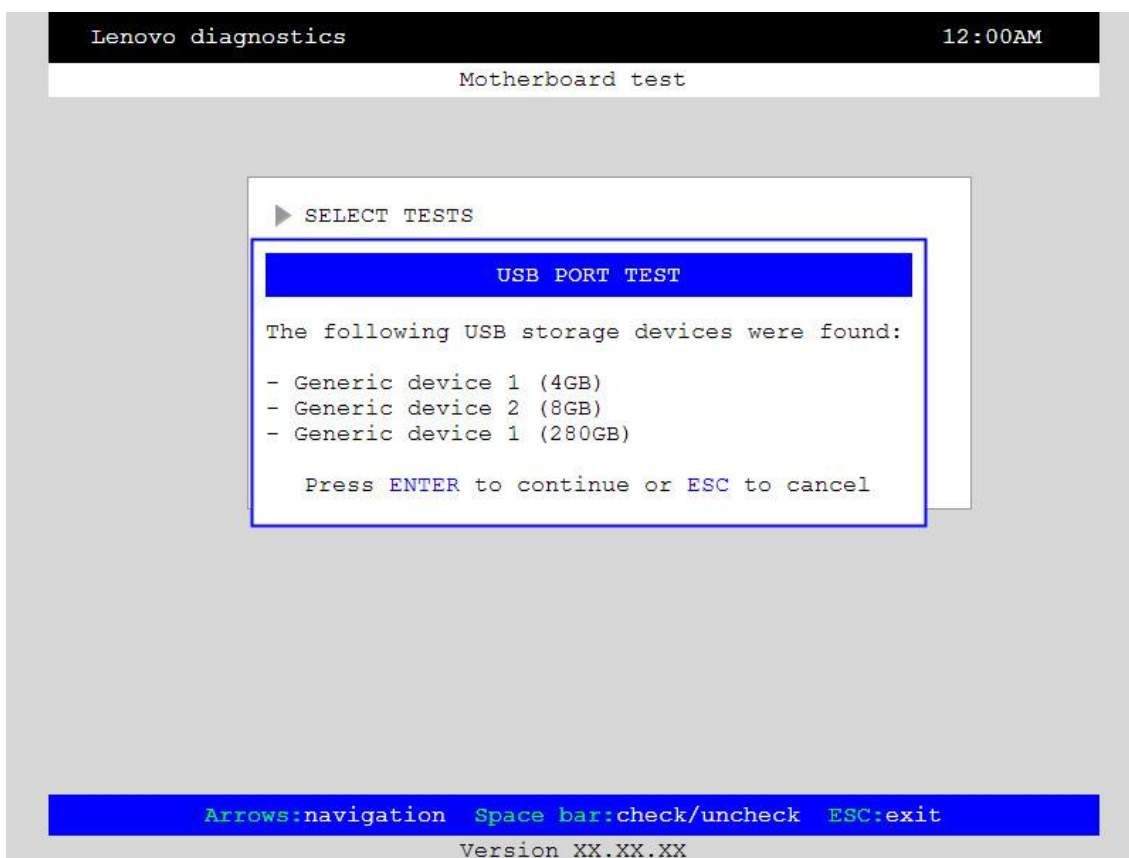 Lenovo diagnostics 12:00AM
Motherboard test
SELECT TESTS
USB PORT TEST
The following USB storage devices were found:
- Generic device 1 (4GB)
- Generic device 2 (8GB)
- Generic device 1 (280GB)
Press ENTER to continue or ESC to cancel
Arrows:navigation Space bar:check/uncheck ESC:exit
Version XX.XX.XX